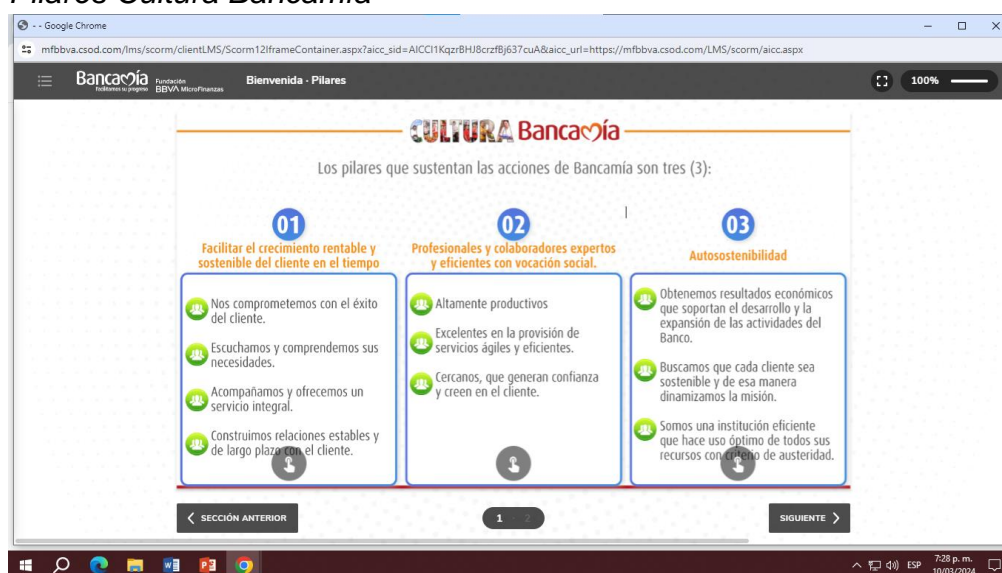 Pilares Cultura Bancamía
- - Google Chrome
mfbbva.csod.com/lms/scorm/clientLMS/Scorm12IframeContainer.aspx?aicc_sid=AICCI1KqzrBHJ8crzfBj637cuA&aicc_url=https://mfbbva.csod.com/LMS/scorm/aicc.aspx
Bancamía Fundación
Facilitamos su progreso BBVA MicroFinanzas
Bienvenida - Pilares
100%
CULTURA Bancamía
Los pilares que sustentan las acciones de Bancamía son tres (3):
01
Facilitar el crecimiento rentable y
sostenible del cliente en el tiempo
Nos comprometemos con el éxito
del cliente.
Escuchamos y comprendemos sus
necesidades.
Acompañamos y ofrecemos un
servicio integral.
Construimos relaciones estables y
de largo plazo con el cliente.
02
Profesionales y colaboradores expertos
y eficientes con vocación social.
Altamente productivos
Excelentes en la provisión de
servicios ágiles y eficientes.
Cercanos, que generan confianza
y creen en el cliente.
03
Autosostenibilidad
Obtenemos resultados económicos
que soportan el desarrollo y la
expansión de las actividades del
Banco.
Buscamos que cada cliente sea
sostenible y de esa manera
dinamizamos la misión.
Somos una institución eficiente
que hace uso óptimo de todos sus
recursos con criterio de austeridad.
SECCIÓN ANTERIOR
1 2
SIGUIENTE
ESP
7:28 p. m.
10/03/2024